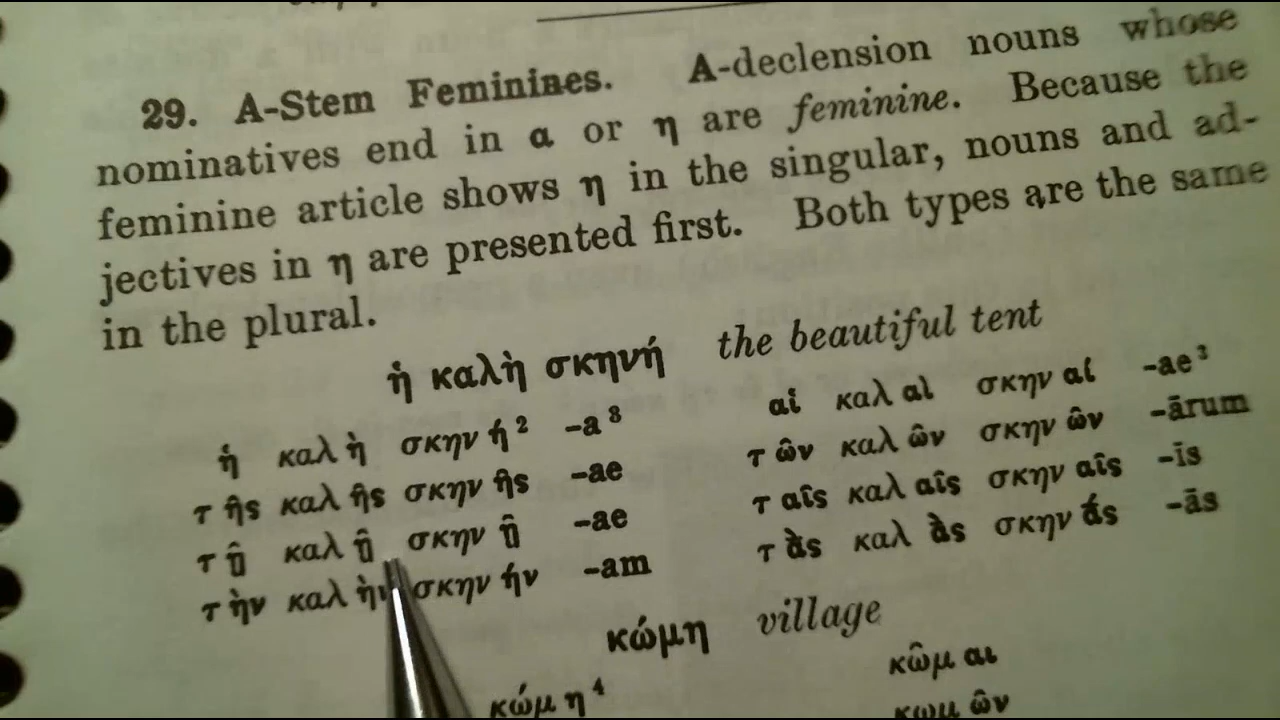 29. A-Stem Feminines. A-declension nouns whose
nominatives end in α or η are feminine. Because the
feminine article shows η in the singular, nouns and ad-
jectives in η are presented first. Both types are the same
in the plural.
ἡ καλὴ σκηνή the beautiful tent
ἡ καλ ὴ σκην ή² -a³ αἱ καλ αὶ σκην αί -ae³
τ ῆς καλ ῆς σκην ῆς -ae τ ῶν καλ ῶν σκην ῶν -ārum
τ ῇ καλ ῇ σκην ῇ -ae τ αῖς καλ αῖς σκην αῖς -īs
τ ὴν καλ ὴν σκην ήν -am τ ὰς καλ ὰς σκην άς -ās
κώμη village
κώμ η⁴ κῶμ αι
κωμ ῶν